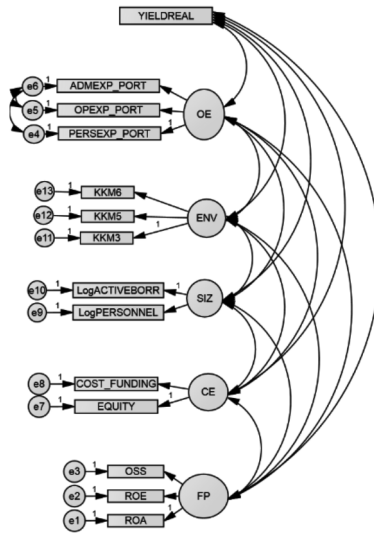 YIELDREAL
e6 1 ADMEXP_PORT
e5 1 OPEXP_PORT OE
e4 1 PERSEXP_PORT 1
e13 1 KKM6
e12 1 KKM5 ENV
e11 1 KKM3 1
e10 1 LogACTIVEBORR 1 SIZ
e9 1 LogPERSONNEL
e8 1 COST_FUNDING CE
e7 1 EQUITY 1
e3 1 OSS
e2 1 ROE FP
e1 1 ROA 1